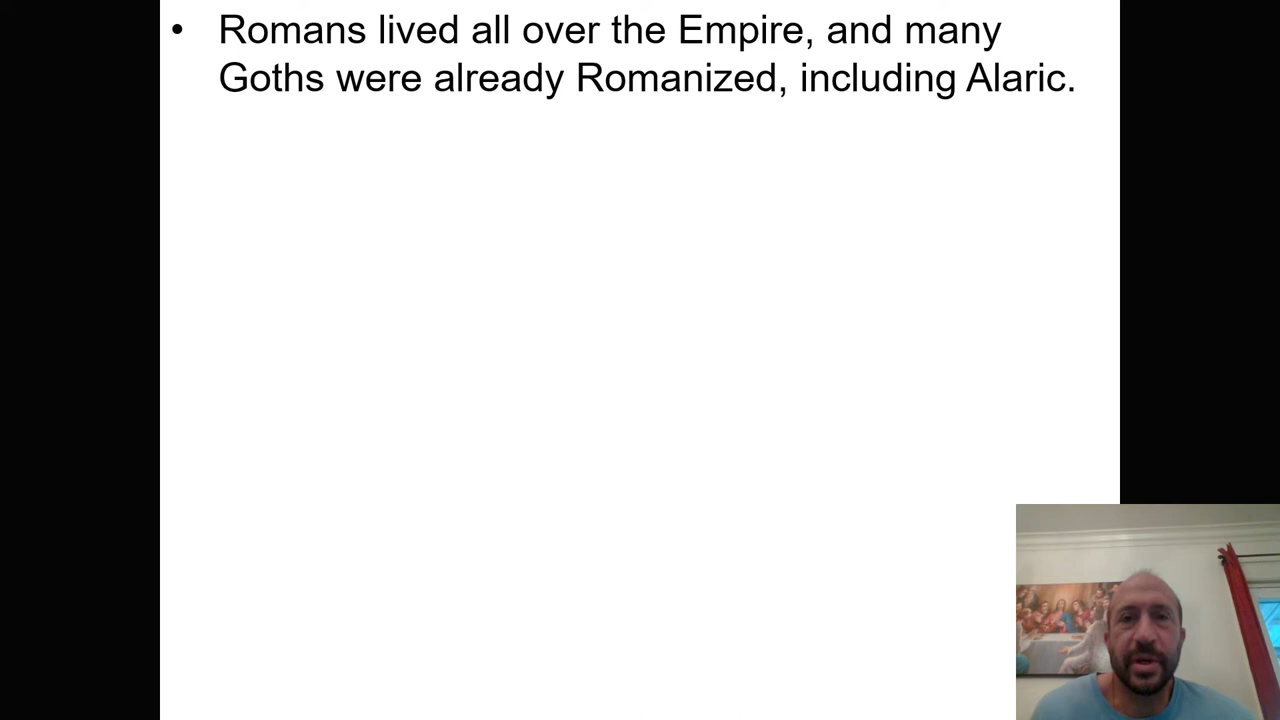 • Romans lived all over the Empire, and many
Goths were already Romanized, including Alaric.